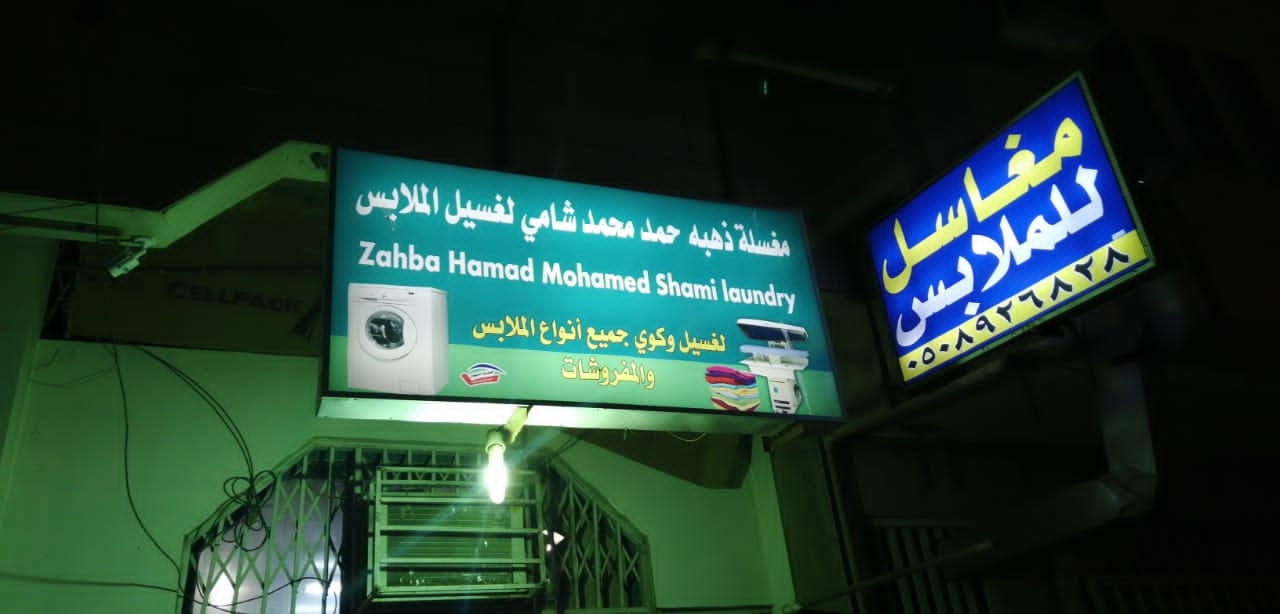 مغسلة ذهبه حمد محمد شامي لغسيل الملابس
Zahba Hamad Mohamed Shami laundry
لغسيل وكوي جميع أنواع الملابس
والمفروشات
مغاسل
للملابس
٠٥٠٨٩٢٦٨٢٨
CELLPACK